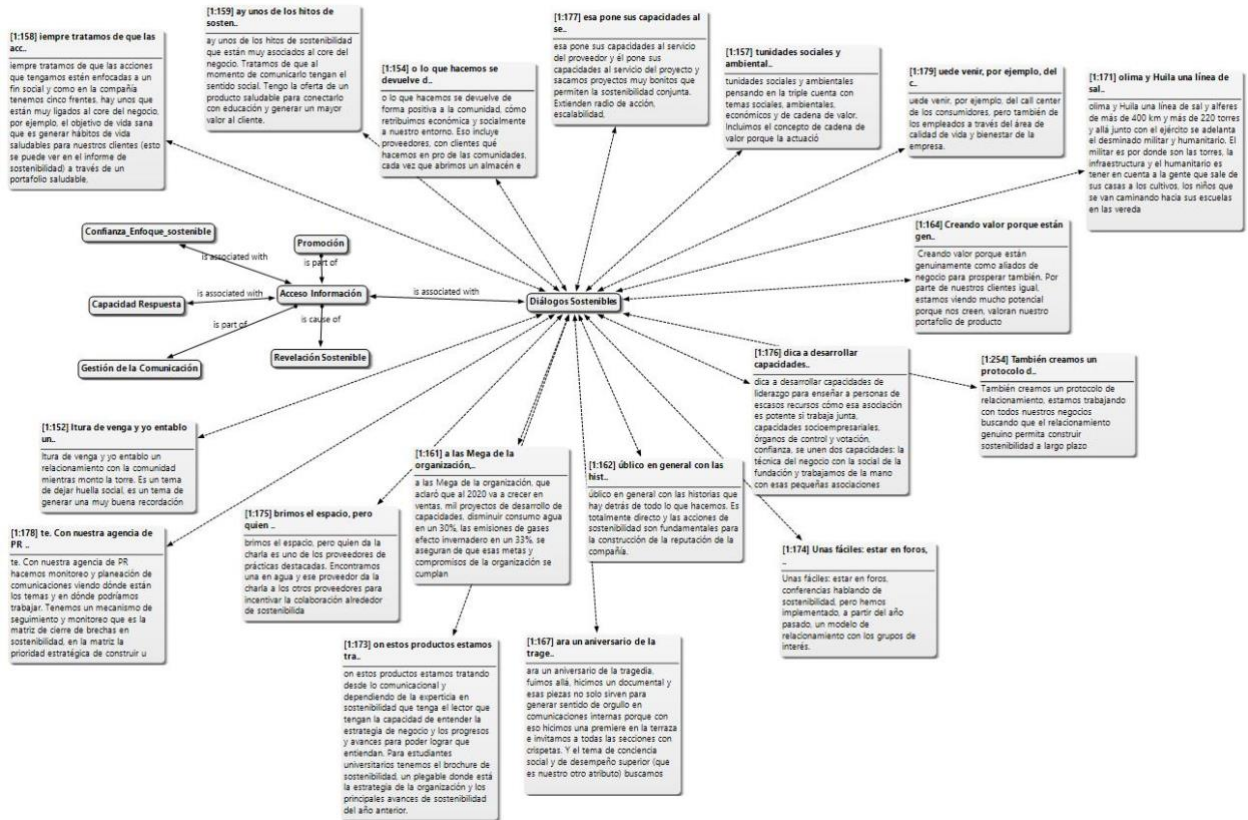 [1:158] iempre tratamos de que las
acc..
iempre tratamos de que las acciones
que tengamos estén enfocadas a un
fin social y como en la compañía
tenemos cinco frentes, hay unos que
están muy ligados al core del negocio,
por ejemplo, el objetivo de vida sana
que es generar hábitos de vida
saludables para nuestros clientes (esto
se puede ver en el informe de
sostenibilidad) a través de un
portafolio saludable.
[1:159] ay unos de los hitos de
sosten..
ay unos de los hitos de sostenibilidad
que están muy asociados al core del
negocio. Tratamos de que al
momento de comunicarlo tengan el
sentido social. Tengo la oferta de un
producto saludable para conectarlo
con educación y generar un mayor
valor al cliente.
[1:154] o lo que hacemos se
devuelve d..
o lo que hacemos se devuelve de
forma positiva a la comunidad, cómo
retribuimos económica y socialmente
a nuestro entorno. Eso incluye
proveedores, con clientes qué
hacemos en pro de las comunidades,
cada vez que abrimos un almacén e
[1:177] esa pone sus capacidades al
se..
esa pone sus capacidades al servicio
del proveedor y él pone sus
capacidades al servicio del proyecto y
sacamos proyectos muy bonitos que
permiten la sostenibilidad conjunta.
Extienden radio de acción,
escalabilidad,
[1:157] tunidades sociales y
ambiental..
tunidades sociales y ambientales
pensando en la triple cuenta con
temas sociales, ambientales,
económicos y de cadena de valor.
Incluimos el concepto de cadena de
valor porque la actuació
[1:179] uede venir, por ejemplo, del
c..
uede venir, por ejemplo, del call center
de los consumidores, pero también de
los empleados a través del área de
calidad de vida y bienestar de la
empresa.
[1:171] olima y Huila una línea de
sal..
olima y Huila una línea de sal y alferes
de más de 400 km y más de 220 torres
y allá junto con el ejército se adelanta
el desminado militar y humanitario. El
militar es por donde son las torres, la
infraestructura y el humanitario es
tener en cuenta a la gente que sale de
sus casas a los cultivos, los niños que
se van caminando hacia sus escuelas
en las vereda
[1:164] Creando valor porque están
gen..
Creando valor porque están
genuinamente como aliados de
negocio para prosperar también. Por
parte de nuestros clientes igual,
estamos viendo mucho potencial
porque nos creen, valoran nuestro
portafolio de producto
Confianza_Enfoque_sostenible
Promoción
is associated with
is part of
Capacidad Respuesta
is associated with
Acceso Información
is associated with
Diálogos Sostenibles
is part of
is cause of
Gestión de la Comunicación
Revelación Sostenible
[1:176] dica a desarrollar
capacidades..
dica a desarrollar capacidades de
liderazgo para enseñar a personas de
escasos recursos cómo esa asociación
es potente si trabaja junta,
capacidades socioempresariales,
órganos de control y votación,
confianza, se unen dos capacidades: la
técnica del negocio con la social de la
fundación y trabajamos de la mano
con esas pequeñas asociaciones
[1:254] También creamos un
protocolo d..
También creamos un protocolo de
relacionamiento, estamos trabajando
con todos nuestros negocios
buscando que el relacionamiento
genuino permita construir
sostenibilidad a largo plazo
[1:152] ltura de venga y yo entablo
un..
ltura de venga y yo entablo un
relacionamiento con la comunidad
mientras monto la torre. Es un tema
de dejar huella social, es un tema de
generar una muy buena recordación
[1:161] a las Mega de la
organización,..
a las Mega de la organización, que
aclaró que al 2020 va a crecer en
ventas, mil proyectos de desarrollo de
capacidades, disminuir consumo agua
en un 30%, las emisiones de gases
efecto invernadero en un 33%, se
aseguran de que esas metas y
compromisos de la organización se
cumplan
[1:162] úblico en general con las
hist..
úblico en general con las historias que
hay detrás de todo lo que hacemos. Es
totalmente directo y las acciones de
sostenibilidad son fundamentales para
la construcción de la reputación de la
compañía.
[1:175] brimos el espacio, pero
quien ..
brimos el espacio, pero quien da la
charla es uno de los proveedores de
prácticas destacadas. Encontramos
una en agua y ese proveedor da la
charla a los otros proveedores para
incentivar la colaboración alrededor
de sostenibilida
[1:178] te. Con nuestra agencia de
PR ..
te. Con nuestra agencia de PR
hacemos monitoreo y planeación de
comunicaciones viendo dónde están
los temas y en dónde podríamos
trabajar. Tenemos un mecanismo de
seguimiento y monitoreo que es la
matriz de cierre de brechas en
sostenibilidad, en la matriz la
prioridad estratégica de construir u
[1:174] Unas fáciles: estar en foros,
..
Unas fáciles: estar en foros,
conferencias hablando de
sostenibilidad, pero hemos
implementado, a partir del año
pasado, un modelo de
relacionamiento con los grupos de
interés.
[1:173] on estos productos estamos
tra..
on estos productos estamos tratando
desde lo comunicacional y
dependiendo de la experticia en
sostenibilidad que tenga el lector que
tengan la capacidad de entender la
estrategia de negocio y los progresos
y avances para poder lograr que
entiendan. Para estudiantes
universitarios tenemos el brochure de
sostenibilidad, un plegable donde está
la estrategia de la organización y los
principales avances de sostenibilidad
del año anterior.
[1:167] ara un aniversario de la
trage..
ara un aniversario de la tragedia,
fuimos allá, hicimos un documental y
esas piezas no solo sirven para
generar sentido de orgullo en
comunicaciones internas porque con
eso hicimos una premiere en la terraza
e invitamos a todas las secciones con
crispetas. Y el tema de conciencia
social y de desempeño superior (que
es nuestro otro atributo) buscamos